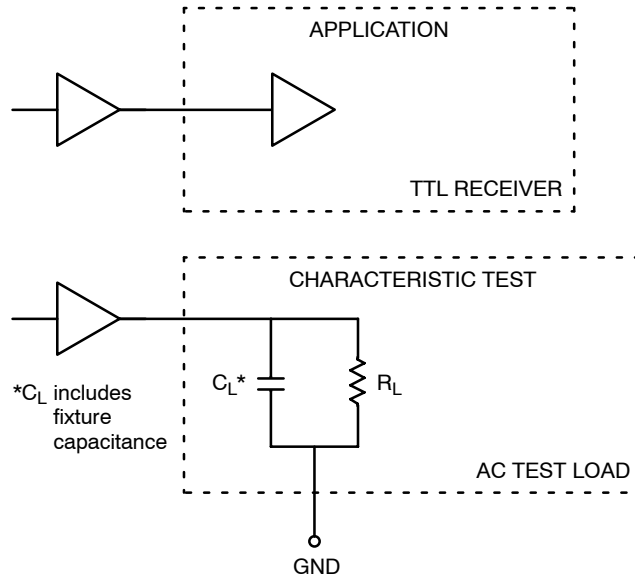 APPLICATION
TTL RECEIVER
CHARACTERISTIC TEST
*CL includes
fixture
capacitance
CL*
RL
AC TEST LOAD
GND